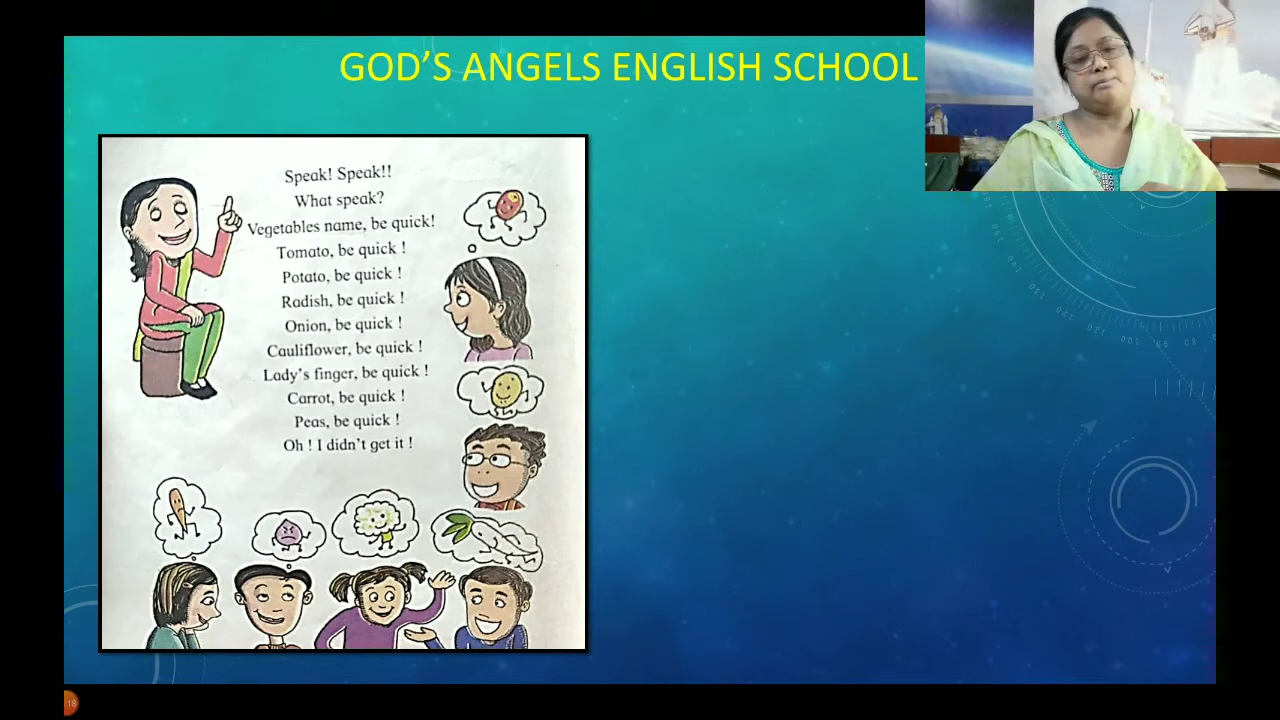 GOD'S ANGELS ENGLISH SCHOOL
Speak! Speak!!
What speak?
Vegetables name, be quick!
Tomato, be quick !
Potato, be quick !
Radish, be quick !
Onion, be quick !
Cauliflower, be quick !
Lady's finger, be quick !
Carrot, be quick !
Peas, be quick !
Oh ! I didn't get it !
:18